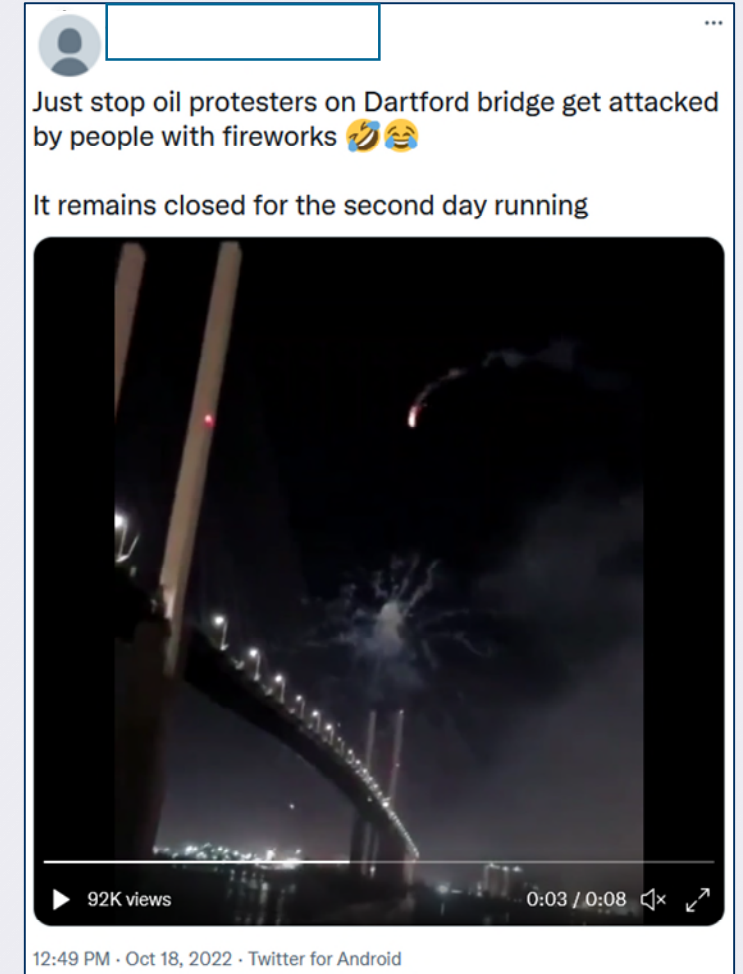 Just stop oil protesters on Dartford bridge get attacked
by people with fireworks 🤣😂
It remains closed for the second day running
92K views
0:03 / 0:08
12:49 PM · Oct 18, 2022 · Twitter for Android